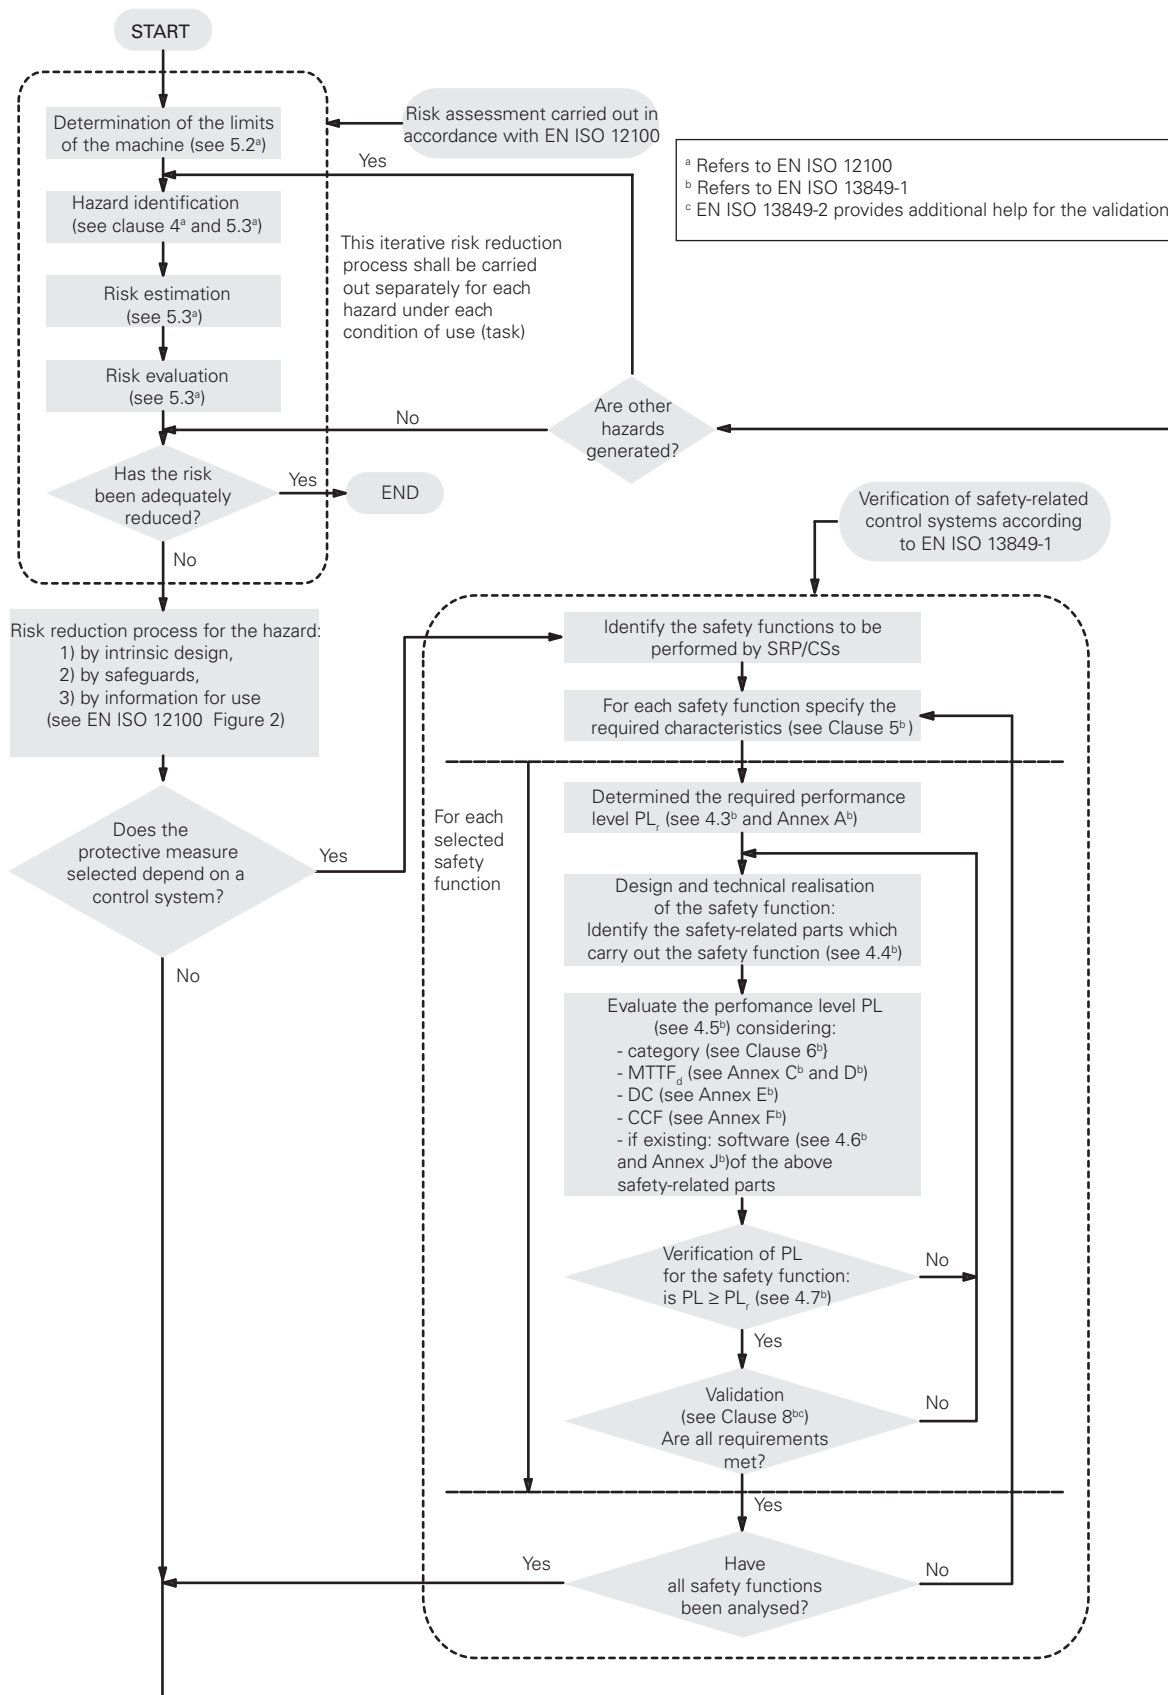 START
Determination of the limits
of the machine (see 5.2ᵃ)
Risk assessment carried out in
accordance with EN ISO 12100
Yes
ᵃ Refers to EN ISO 12100
ᵇ Refers to EN ISO 13849-1
ᶜ EN ISO 13849-2 provides additional help for the validation
Hazard identification
(see clause 4ᵃ and 5.3ᵃ)
This iterative risk reduction
process shall be carried
out separately for each
hazard under each
condition of use (task)
Risk estimation
(see 5.3ᵃ)
Risk evaluation
(see 5.3ᵃ)
No
Are other
hazards
generated?
Has the risk
been adequately
reduced?
Yes
END
No
Verification of safety-related
control systems according
to EN ISO 13849-1
Risk reduction process for the hazard:
1) by intrinsic design,
2) by safeguards,
3) by information for use
(see EN ISO 12100 Figure 2)
Identify the safety functions to be
performed by SRP/CSs
For each safety function specify the
required characteristics (see Clause 5ᵇ)
Does the
protective measure
selected depend on a
control system?
Yes
No
For each
selected
safety
function
Determined the required performance
level PLᵣ (see 4.3ᵇ and Annex Aᵇ)
Design and technical realisation
of the safety function:
Identify the safety-related parts which
carry out the safety function (see 4.4ᵇ)
Evaluate the perfomance level PL
(see 4.5ᵇ) considering:
- category (see Clause 6ᵇ}
- MTTF_d (see Annex Cᵇ and Dᵇ)
- DC (see Annex Eᵇ)
- CCF (see Annex Fᵇ)
- if existing: software (see 4.6ᵇ
and Annex Jᵇ)of the above
safety-related parts
Verification of PL
for the safety function:
is PL ≥ PLᵣ (see 4.7ᵇ)
No
Yes
Validation
(see Clause 8ᵇᶜ)
Are all requirements
met?
No
Yes
Have
all safety functions
been analysed?
Yes
No